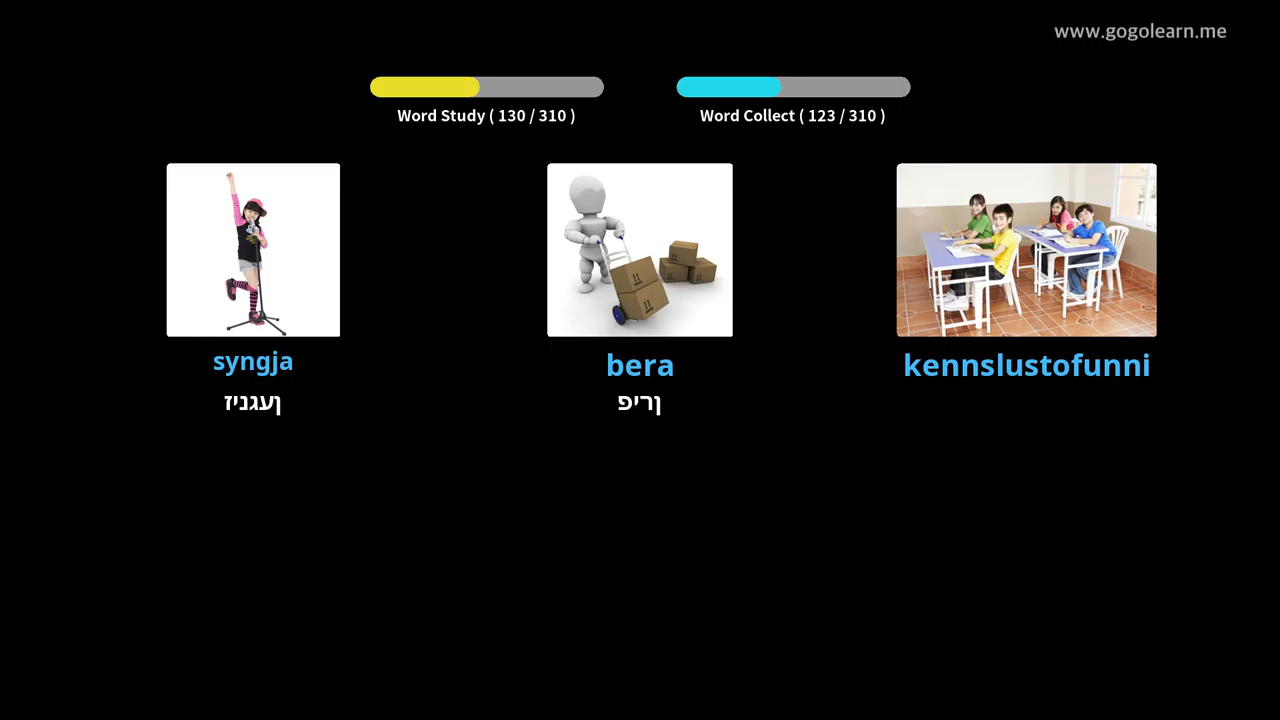 www.gogolearn.me
Word Study ( 130 / 310 )
Word Collect ( 123 / 310 )
syngja
זינגען
bera
פירן
kennslustofunni